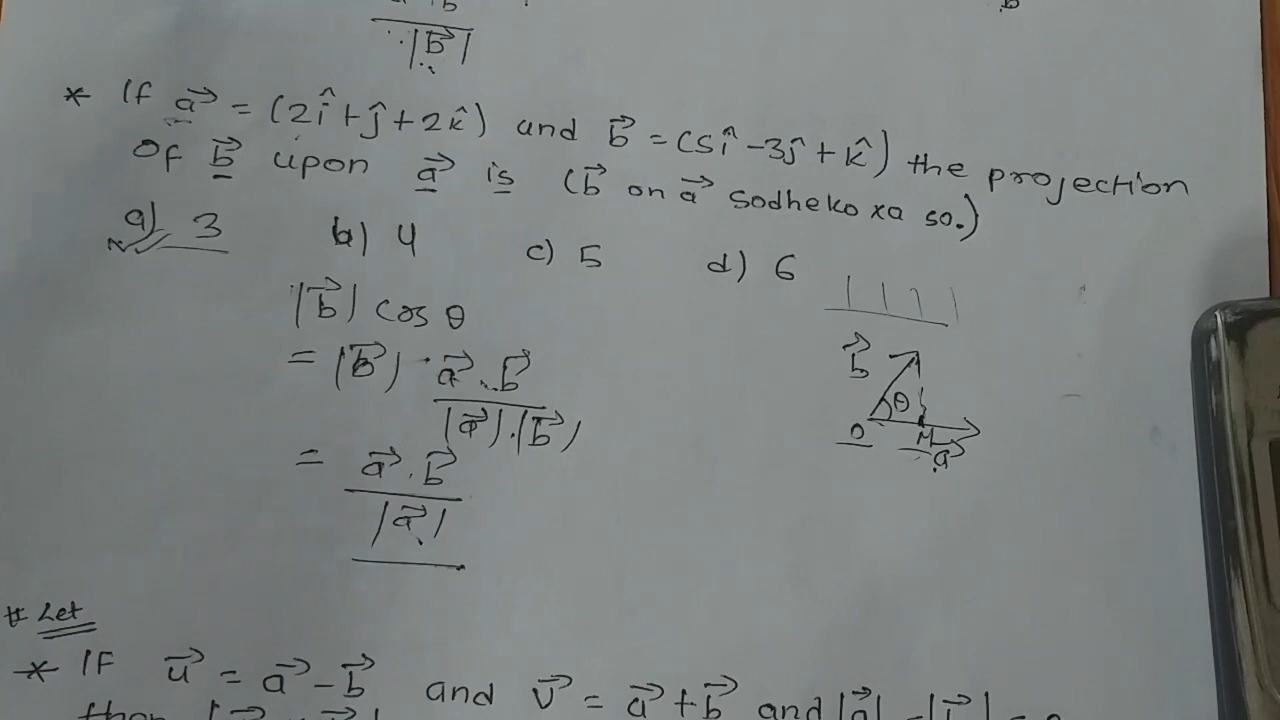 |b⃗|
* If a⃗ = (2î+ĵ+2k̂) and b⃗ = (5î-3ĵ+k̂) the projection
of b⃗ upon a⃗ is (b⃗ on a⃗ sodheko xa so.)
a) 3 b) 4 c) 5 d) 6
|b⃗| cos θ
= |b⃗| · a⃗.b⃗ / |a⃗|.|b⃗|
= a⃗.b⃗ / |a⃗|
b⃗ θ
O M a⃗
# Let
* IF u⃗ = a⃗-b⃗ and v⃗ = a⃗+b⃗ and |a⃗|